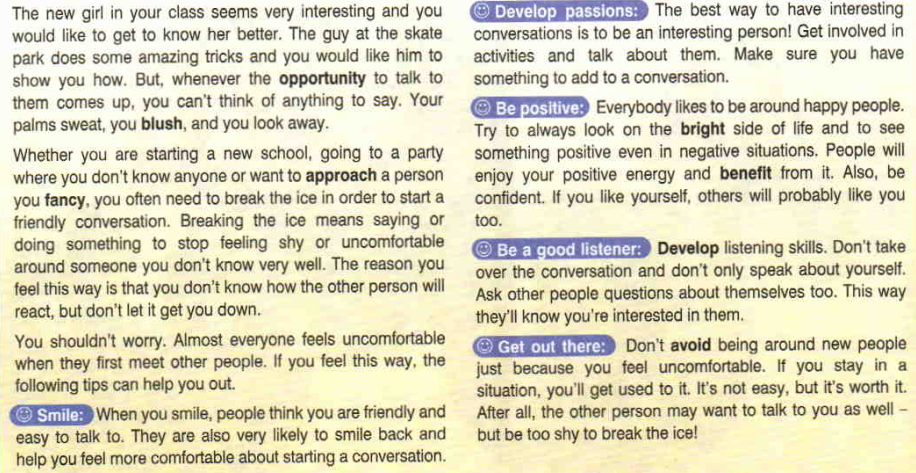 The new girl in your class seems very interesting and you
would like to get to know her better. The guy at the skate
park does some amazing tricks and you would like him to
show you how. But, whenever the opportunity to talk to
them comes up, you can't think of anything to say. Your
palms sweat, you blush, and you look away.
Whether you are starting a new school, going to a party
where you don't know anyone or want to approach a person
you fancy, you often need to break the ice in order to start a
friendly conversation. Breaking the ice means saying or
doing something to stop feeling shy or uncomfortable
around someone you don't know very well. The reason you
feel this way is that you don't know how the other person will
react, but don't let it get you down.
You shouldn't worry. Almost everyone feels uncomfortable
when they first meet other people. If you feel this way, the
following tips can help you out.
Smile: When you smile, people think you are friendly and
easy to talk to. They are also very likely to smile back and
help you feel more comfortable about starting a conversation.
Develop passions: The best way to have interesting
conversations is to be an interesting person! Get involved in
activities and talk about them. Make sure you have
something to add to a conversation.
Be positive: Everybody likes to be around happy people.
Try to always look on the bright side of life and to see
something positive even in negative situations. People will
enjoy your positive energy and benefit from it. Also, be
confident. If you like yourself, others will probably like you
too.
Be a good listener: Develop listening skills. Don't take
over the conversation and don't only speak about yourself.
Ask other people questions about themselves too. This way
they'll know you're interested in them.
Get out there: Don't avoid being around new people
just because you feel uncomfortable. If you stay in a
situation, you'll get used to it. It's not easy, but it's worth it.
After all, the other person may want to talk to you as well –
but be too shy to break the ice!